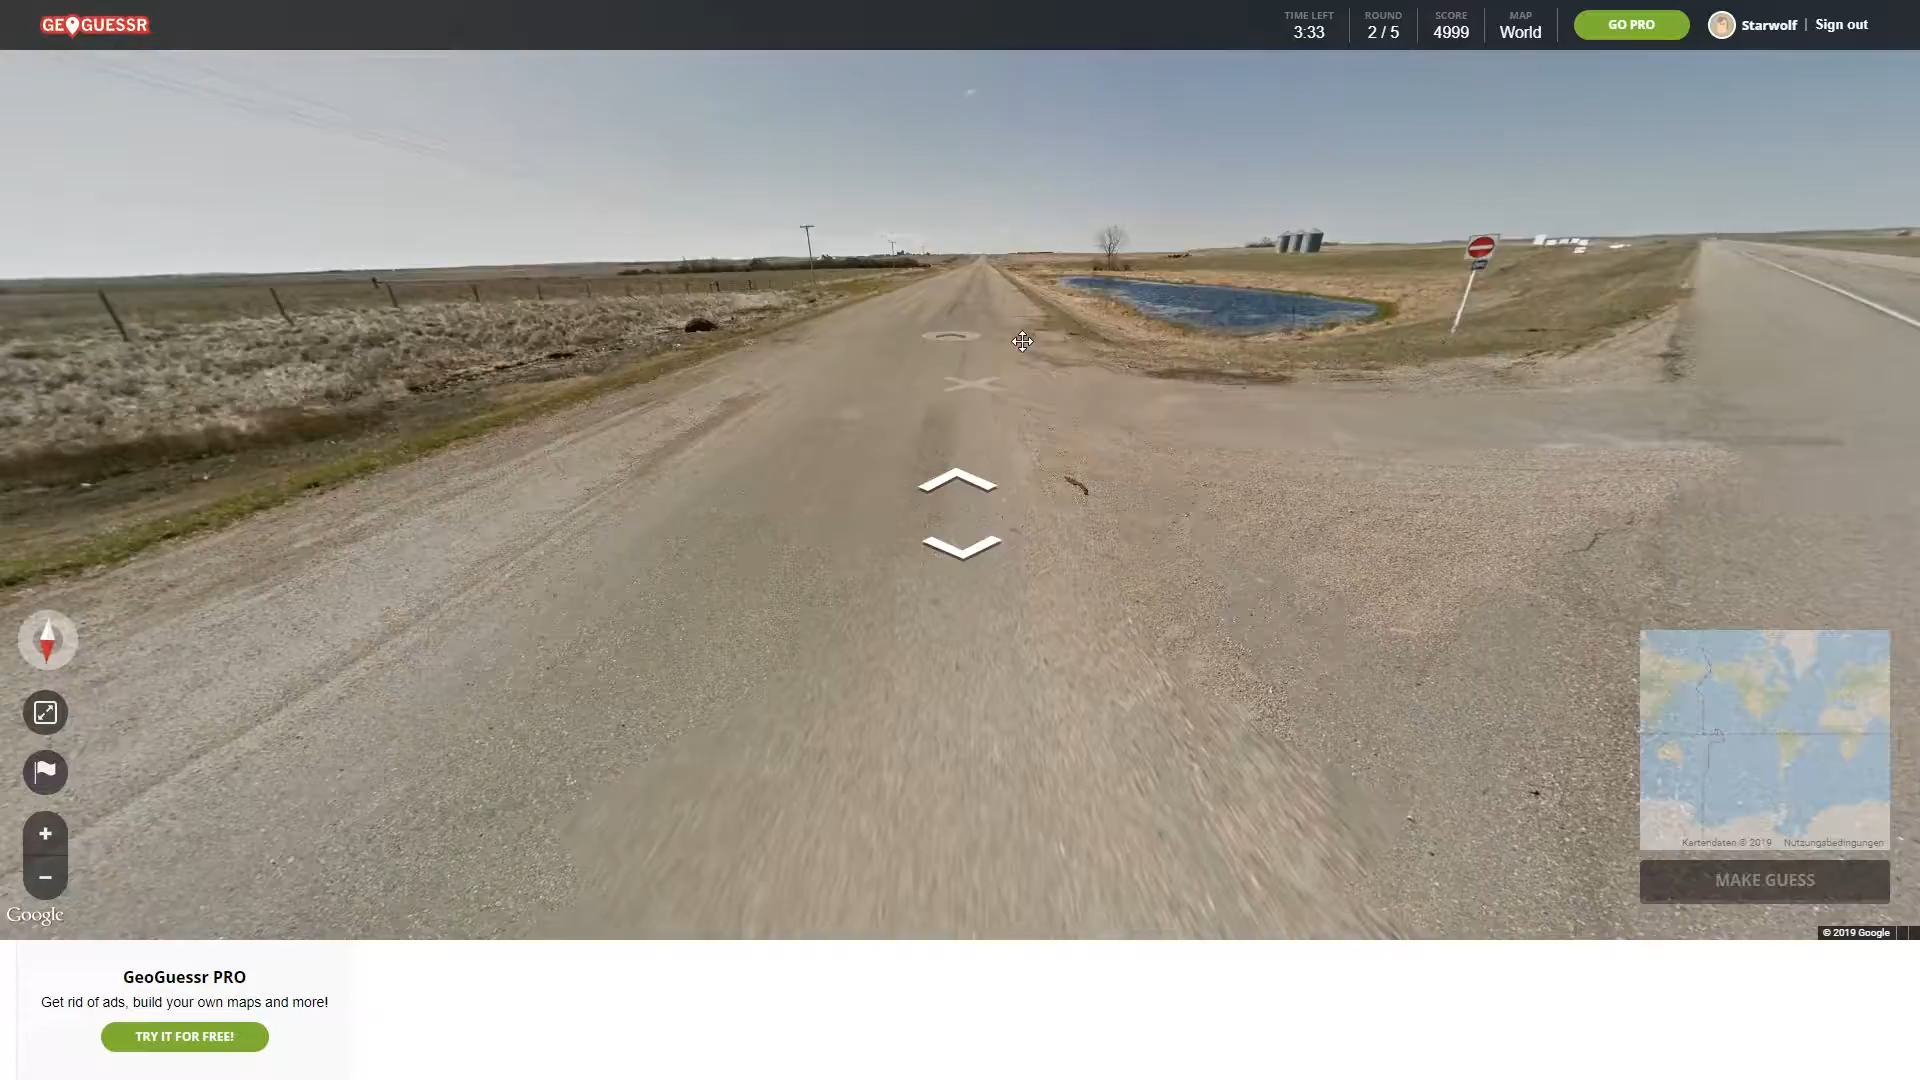 GEOGUESSR
TIME LEFT
3:33
ROUND
2 / 5
SCORE
4999
MAP
World
GO PRO
Starwolf | Sign out
+
−
Google
Kartendaten © 2019 Nutzungsbedingungen
MAKE GUESS
© 2019 Google
GeoGuessr PRO
Get rid of ads, build your own maps and more!
TRY IT FOR FREE!